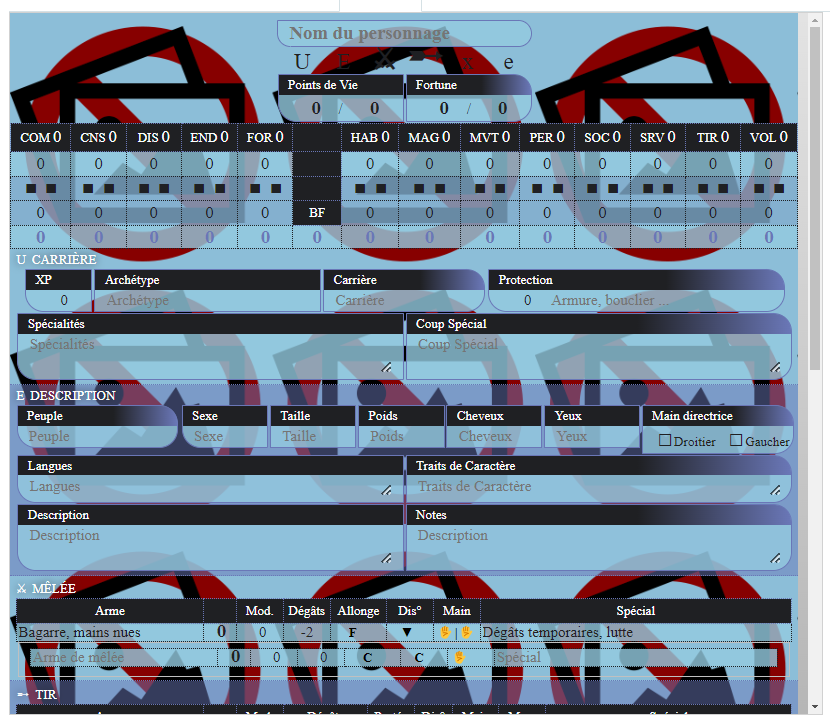 Nom du personnage
U E ⚔ x e
Points de Vie Fortune
0 / 0 0 / 0
COM 0 CNS 0 DIS 0 END 0 FOR 0 HAB 0 MAG 0 MVT 0 PER 0 SOC 0 SRV 0 TIR 0 VOL 0
0 0 0 0 0 0 0 0 0 0 0 0 0
0 0 0 0 0 BF 0 0 0 0 0 0 0 0
0 0 0 0 0 0 0 0 0 0 0 0 0 0
U CARRIÈRE
XP Archétype Carrière Protection
0 Archétype Carrière 0 Armure, bouclier ...
Spécialités Coup Spécial
Spécialités Coup Spécial
E DESCRIPTION
Peuple Sexe Taille Poids Cheveux Yeux Main directrice
Peuple Sexe Taille Poids Cheveux Yeux Droitier Gaucher
Langues Traits de Caractère
Langues Traits de Caractère
Description Notes
Description Description
⚔ MÊLÉE
Arme Mod. Dégâts Allonge Dis° Main Spécial
Bagarre, mains nues 0 0 -2 F ▼ | Dégâts temporaires, lutte
Arme de mêlée 0 0 0 C C Spécial
➸ TIR